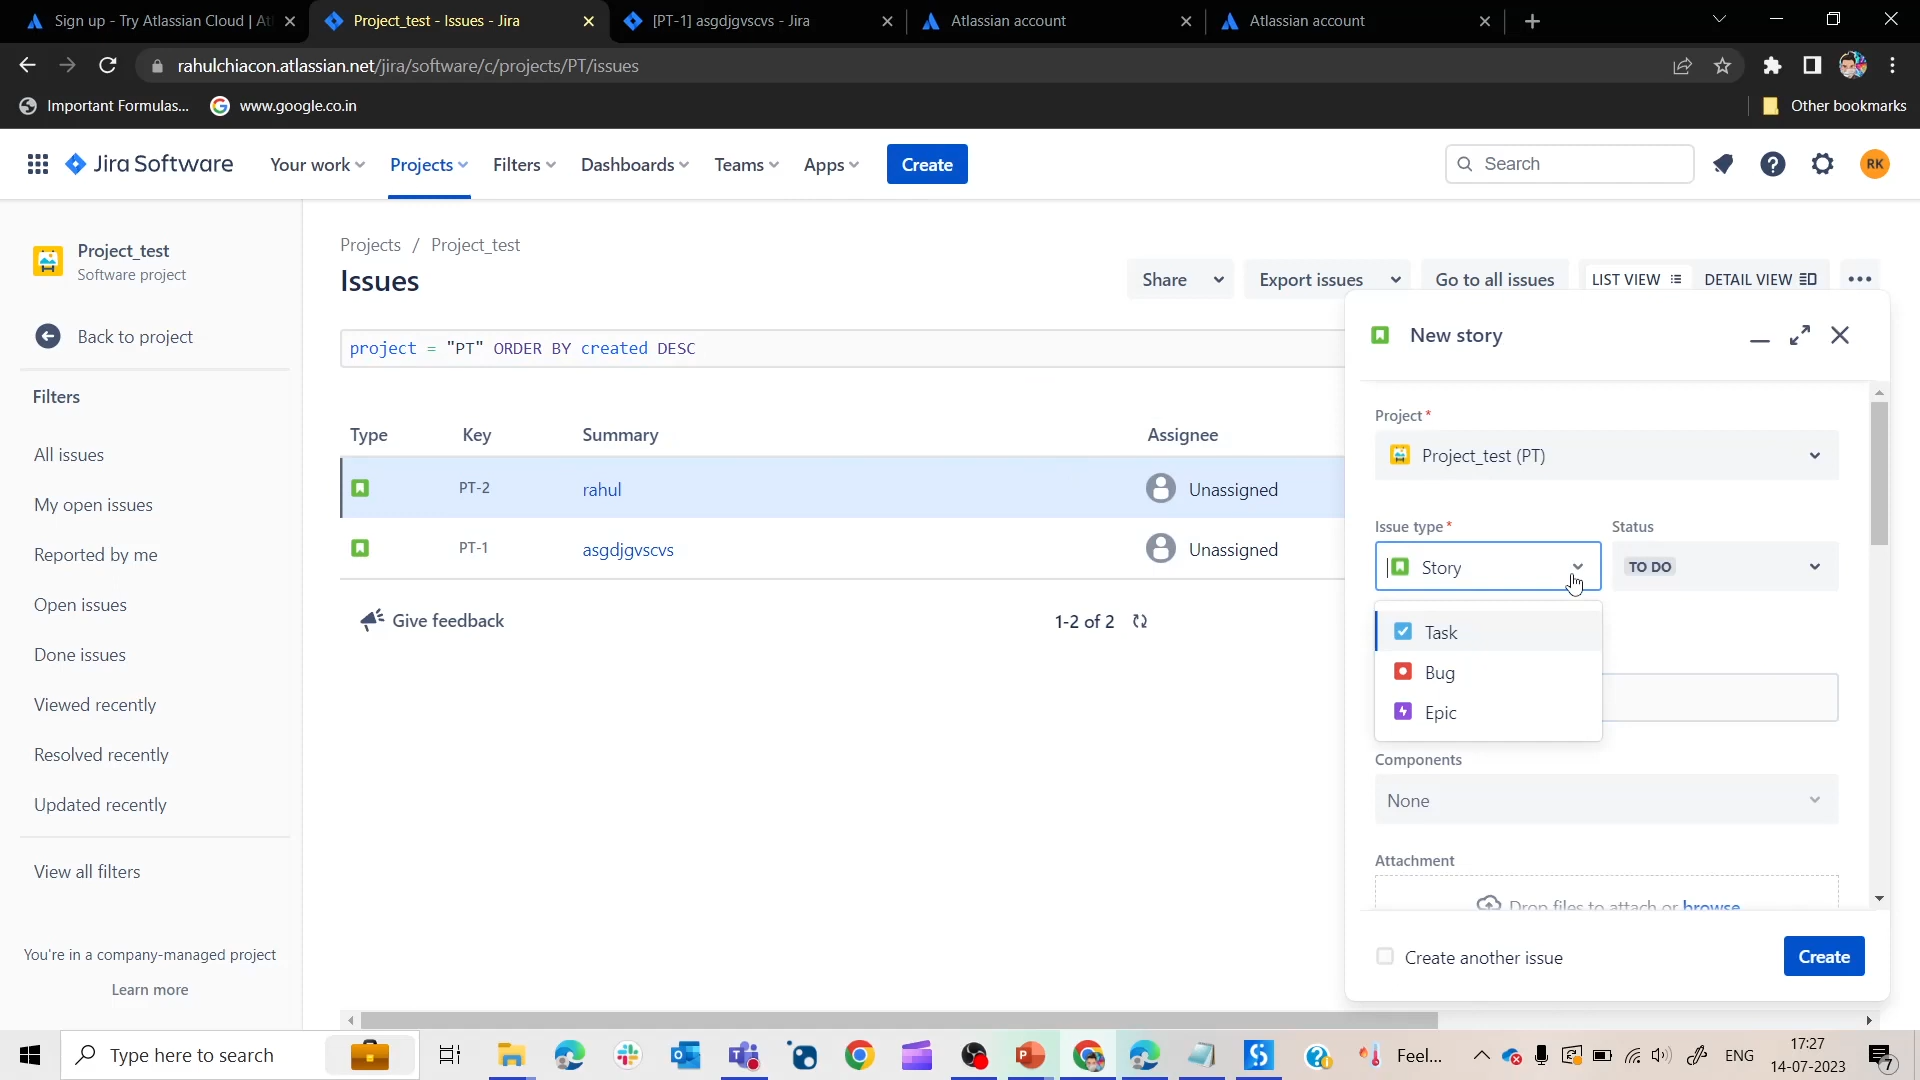 Sign up - Try Atlassian Cloud | At
Project_test - Issues - Jira
[PT-1] asgdjgvscvs - Jira
Atlassian account
Atlassian account
rahulchiacon.atlassian.net/jira/software/c/projects/PT/issues
Important Formulas...
www.google.co.in
Other bookmarks
Jira Software
Your work
Projects
Filters
Dashboards
Teams
Apps
Create
Search
RK
Project_test
Software project
Back to project
Filters
All issues
My open issues
Reported by me
Open issues
Done issues
Viewed recently
Resolved recently
Updated recently
View all filters
You're in a company-managed project
Learn more
Projects / Project_test
Issues
Share
Export issues
Go to all issues
LIST VIEW
DETAIL VIEW
project = "PT" ORDER BY created DESC
Type Key Summary Assignee
PT-2 rahul Unassigned
PT-1 asgdjgvscvs Unassigned
Give feedback
1-2 of 2
New story
Project *
Project_test (PT)
Issue type * Status
Story TO DO
Task
Bug
Epic
Components
None
Attachment
Drop files to attach or browse
Create another issue
Create
Type here to search
Feel...
ENG
17:27
14-07-2023
7